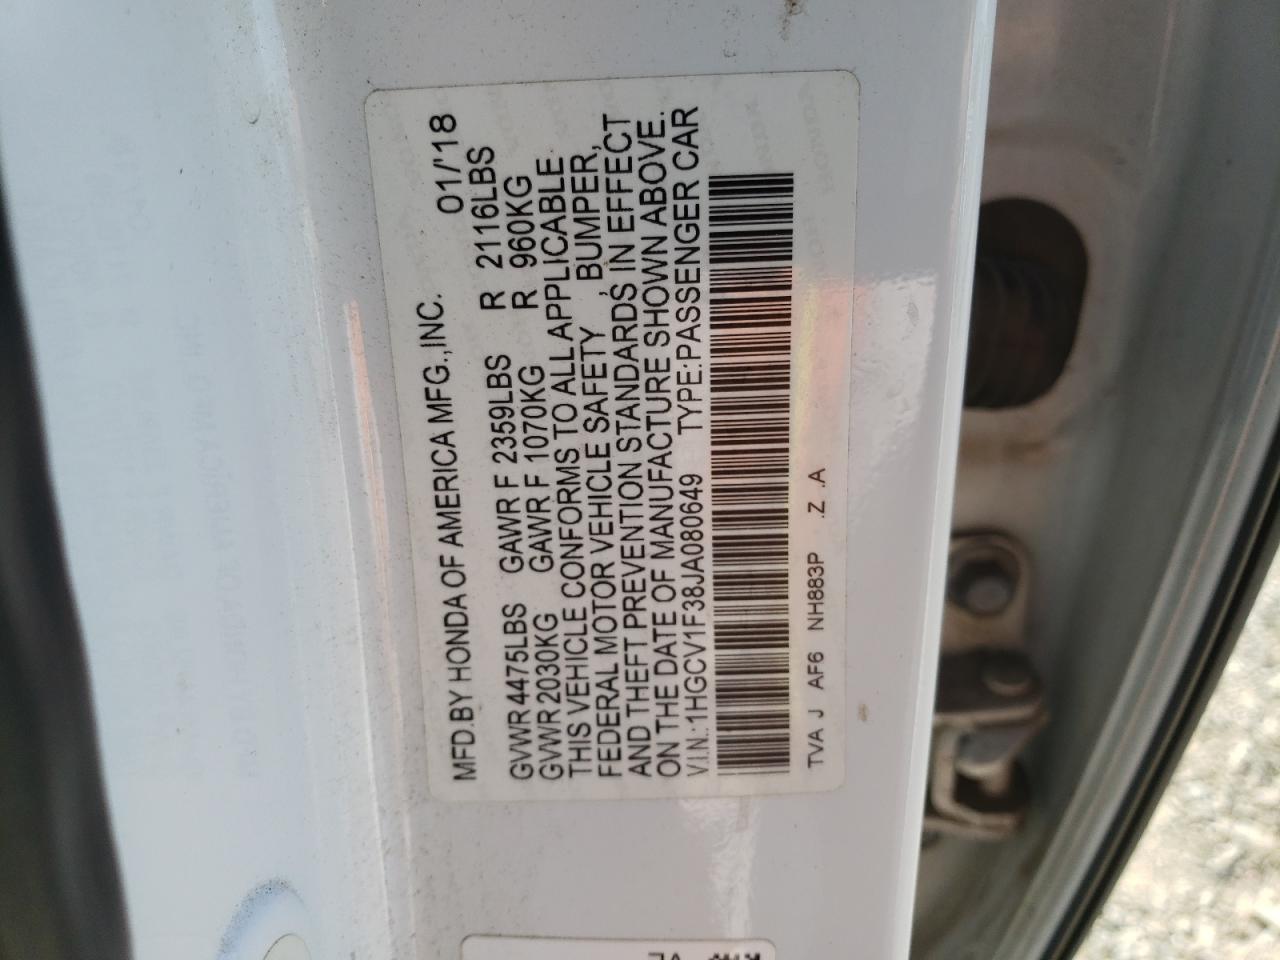 MFD.BY HONDA OF AMERICA MFG.,INC. 01/'18
GVWR 4475LBS GAWR F 2359LBS R 2116LBS
GVWR 2030KG GAWR F 1070KG R 960KG
THIS VEHICLE CONFORMS TO ALL APPLICABLE
FEDERAL MOTOR VEHICLE SAFETY , BUMPER,
AND THEFT PREVENTION STANDARDS IN EFFECT
ON THE DATE OF MANUFACTURE SHOWN ABOVE.
V.I.N.:1HGCV1F38JA080649 TYPE:PASSENGER CAR
TVA J AF6 NH883P .Z .A